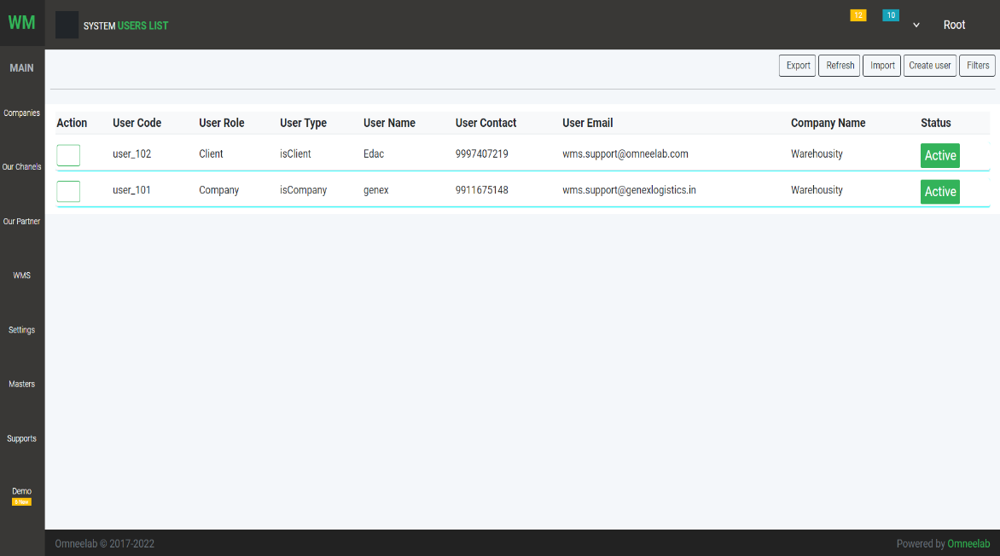 WM
SYSTEM USERS LIST
12
10
Root
MAIN
Companies
Our Chanels
Our Partner
WMS
Settings
Masters
Supports
Demo
6 New
Export
Refresh
Import
Create user
Filters
Action User Code User Role User Type User Name User Contact User Email Company Name Status
user_102 Client isClient Edac 9997407219 wms.support@omneelab.com Warehousity Active
user_101 Company isCompany genex 9911675148 wms.support@genexlogistics.in Warehousity Active
Omneelab © 2017-2022
Powered by Omneelab